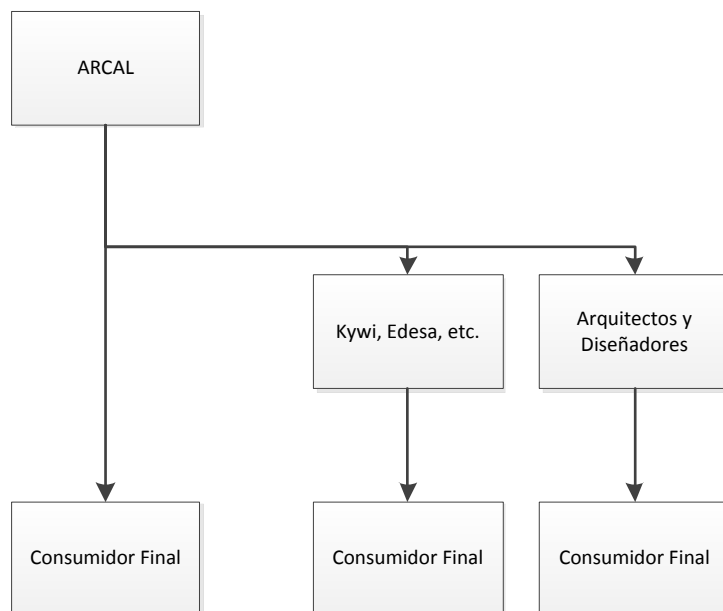 ARCAL
Kywi, Edesa, etc.
Arquitectos y
Diseñadores
Consumidor Final
Consumidor Final
Consumidor Final